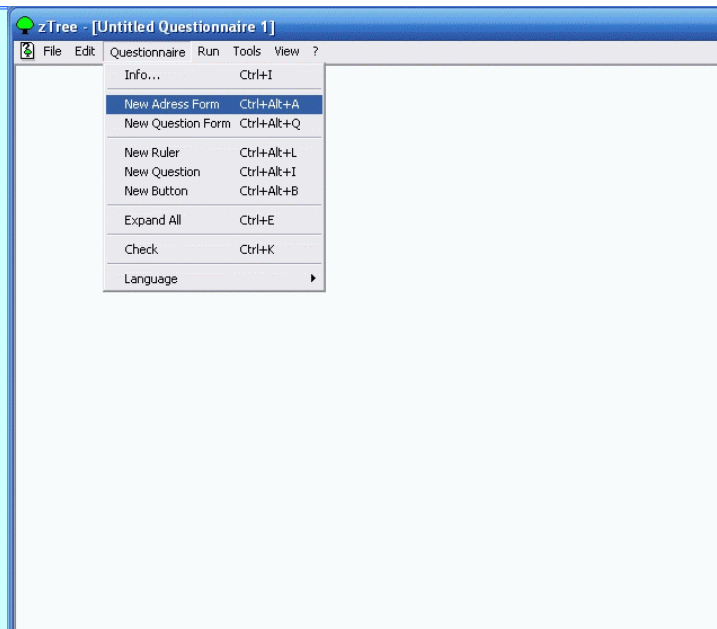 zTree - [Untitled Questionnaire 1]
File Edit Questionnaire Run Tools View ?
Info... Ctrl+I
New Adress Form Ctrl+Alt+A
New Question Form Ctrl+Alt+Q
New Ruler Ctrl+Alt+L
New Question Ctrl+Alt+I
New Button Ctrl+Alt+B
Expand All Ctrl+E
Check Ctrl+K
Language